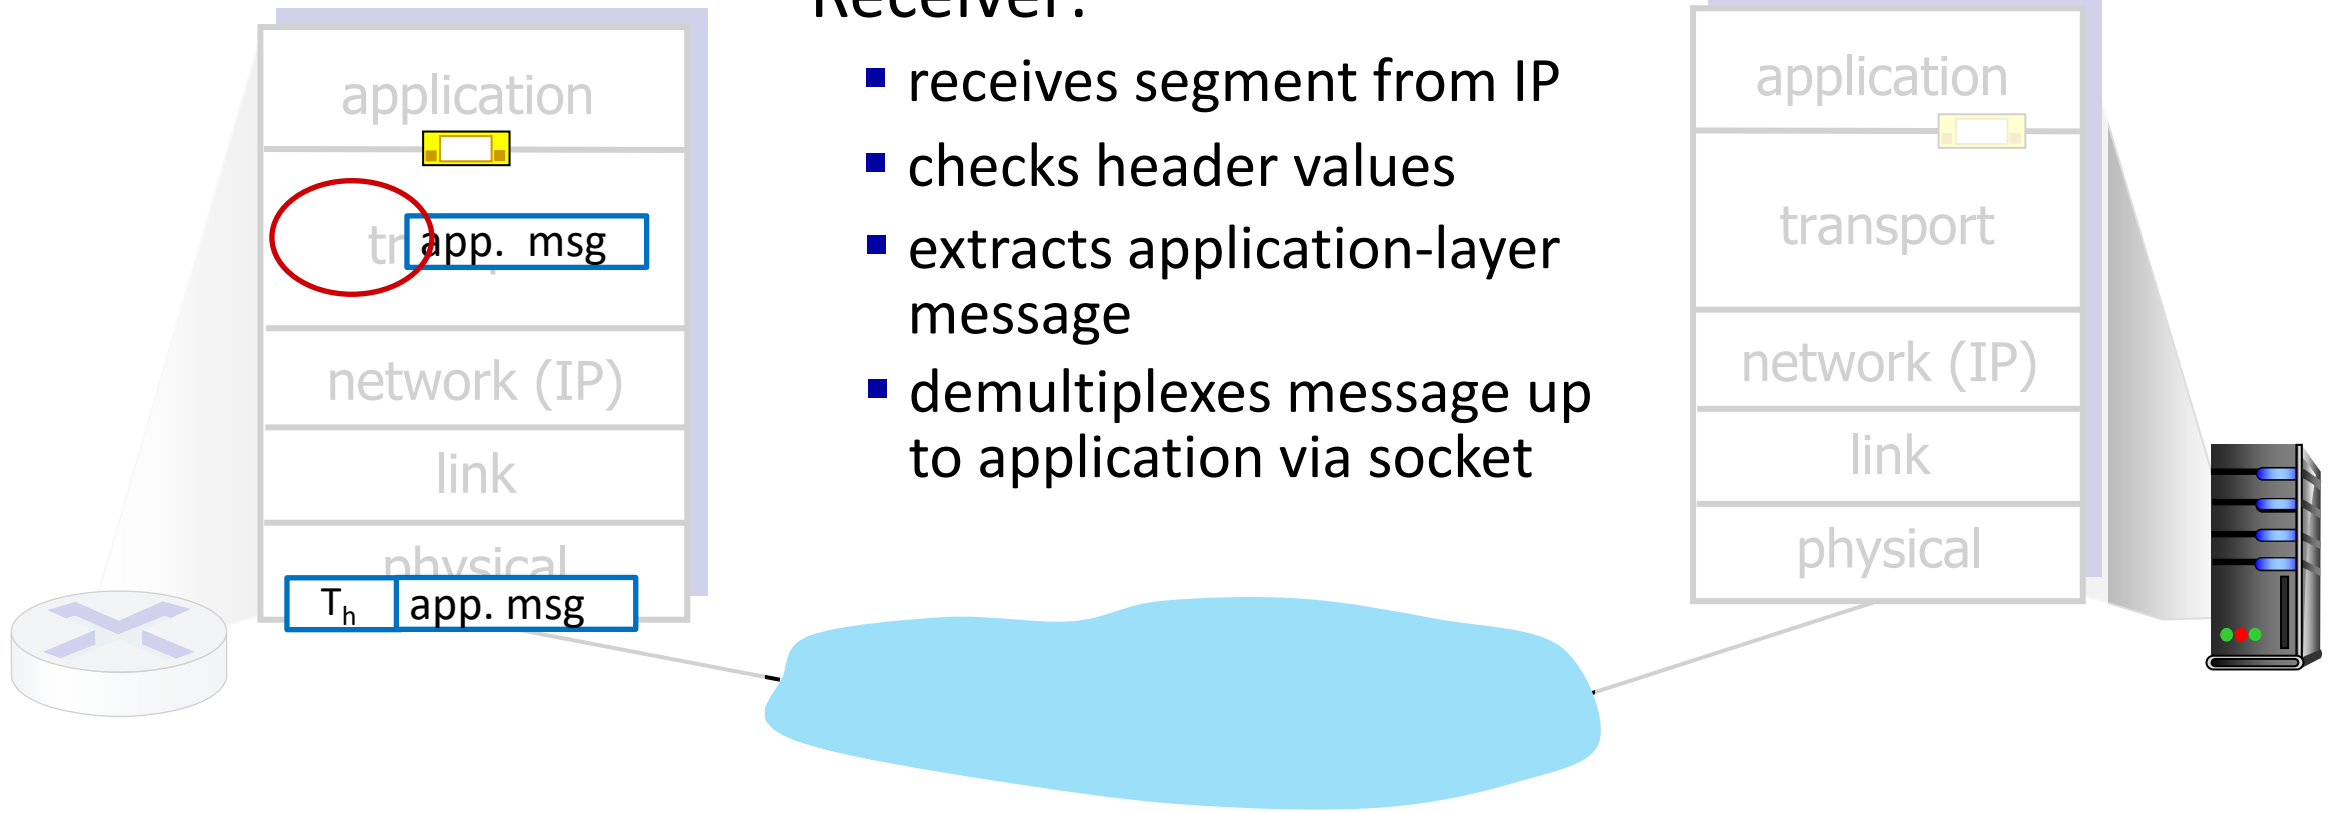 Receiver:
receives segment from IP
checks header values
extracts application-layer
message
demultiplexes message up
to application via socket
application
app. msg
network (IP)
link
physical
Th app. msg
application
transport
network (IP)
link
physical